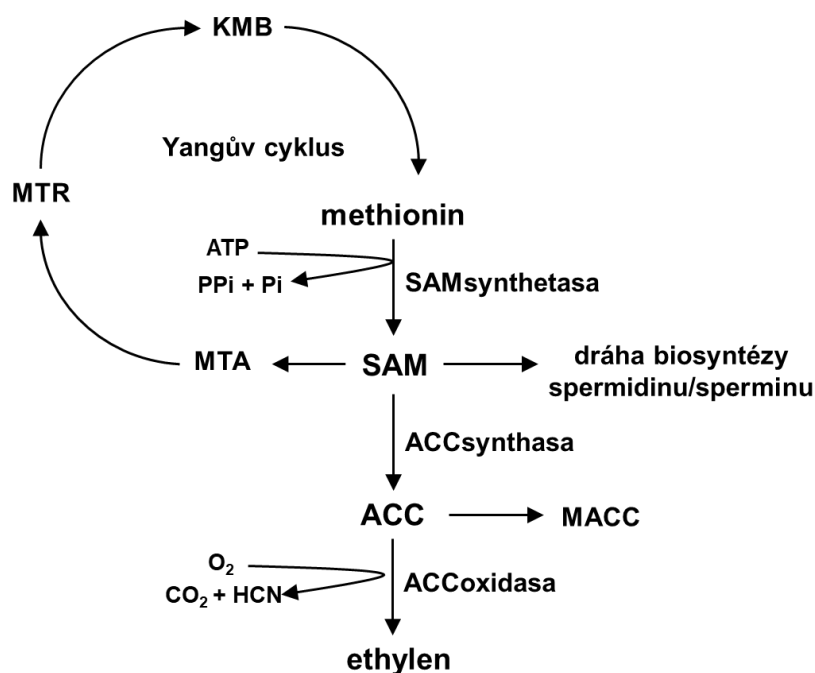 KMB
Yangův cyklus
MTR
methionin
ATP
PPi + Pi
SAMsynthetasa
MTA
SAM
dráha biosyntézy
spermidinu/sperminu
ACCsynthasa
ACC
MACC
O₂
CO₂ + HCN
ACCoxidasa
ethylen